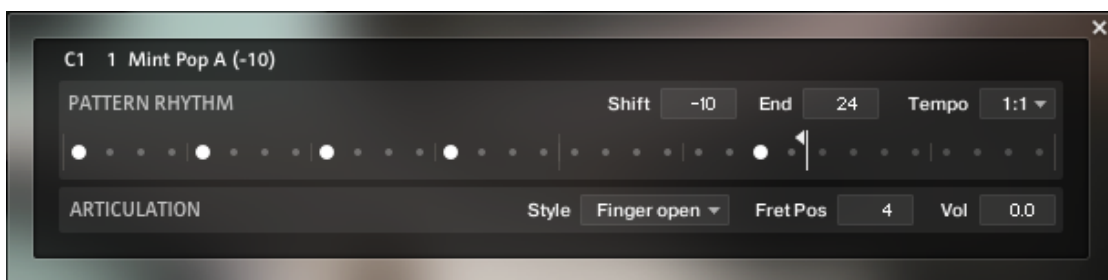 C1 1 Mint Pop A (-10)
PATTERN RHYTHM Shift -10 End 24 Tempo 1:1
ARTICULATION Style Finger open Fret Pos 4 Vol 0.0